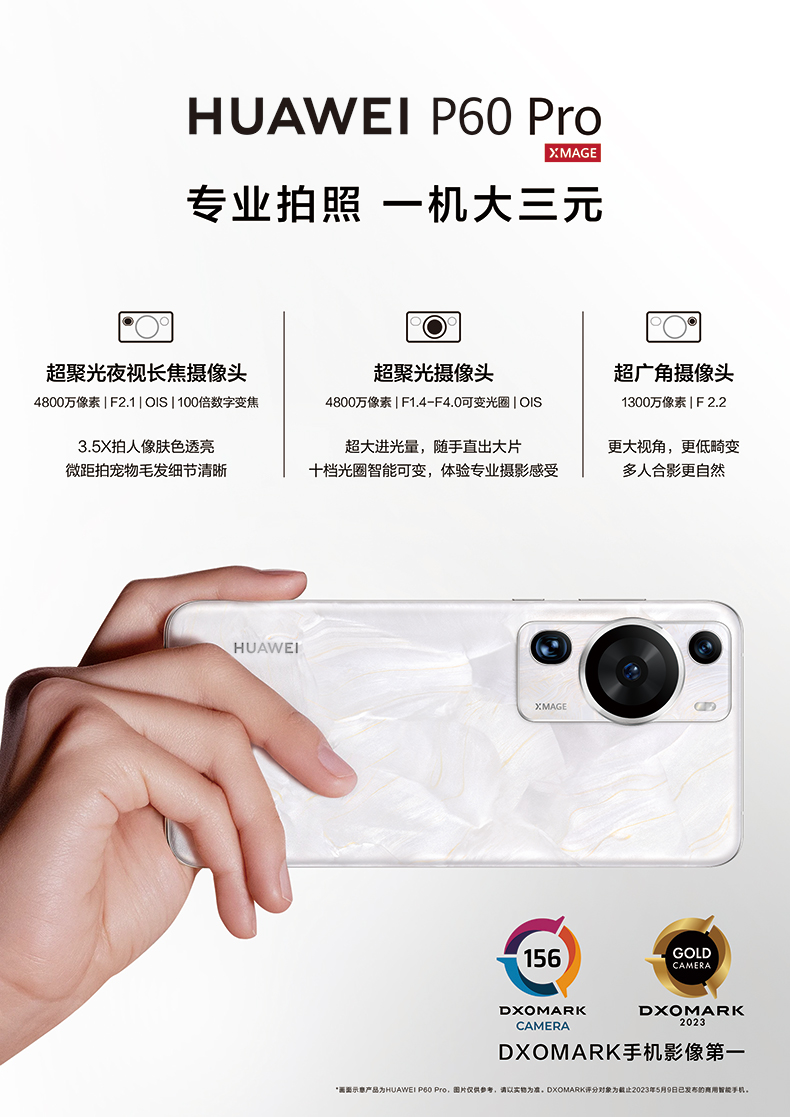 HUAWEI P60 Pro
XMAGE
专业拍照 一机大三元
超聚光夜视长焦摄像头
4800万像素 | F2.1 | OIS | 100倍数字变焦
3.5X拍人像肤色透亮
微距拍宠物毛发细节清晰
超聚光摄像头
4800万像素 | F1.4-F4.0可变光圈 | OIS
超大进光量，随手直出大片
十档光圈智能可变，体验专业摄影感受
超广角摄像头
1300万像素 | F 2.2
更大视角，更低畸变
多人合影更自然
HUAWEI
XMAGE
156
DXOMARK
CAMERA
GOLD
CAMERA
DXOMARK
2023
DXOMARK手机影像第一
*画面示意产品为HUAWEI P60 Pro，图片仅供参考，请以实物为准。DXOMARK评分对象为截止2023年5月9日已发布的商用智能手机。